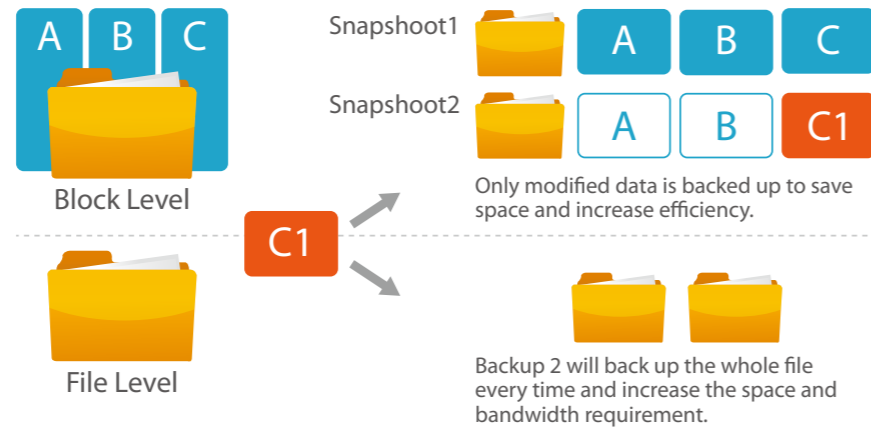 A B C
Block Level
Snapshoot1
A B C
Snapshoot2
A B C1
Only modified data is backed up to save
space and increase efficiency.
C1
File Level
Backup 2 will back up the whole file
every time and increase the space and
bandwidth requirement.